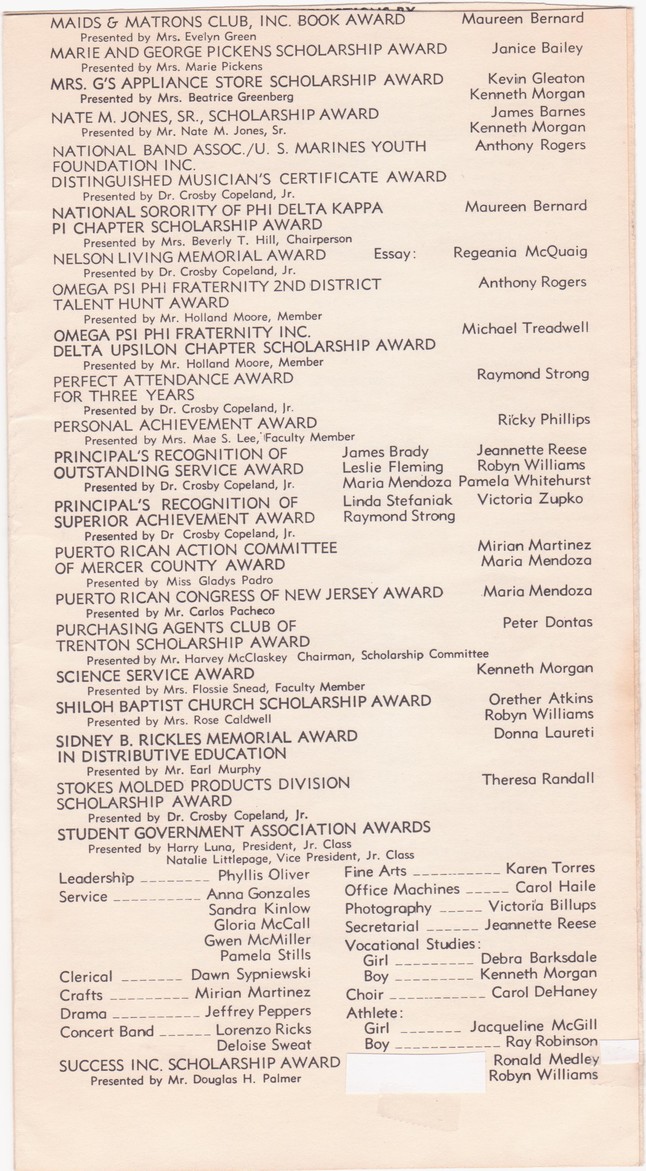 MAIDS & MATRONS CLUB, INC. BOOK AWARD Maureen Bernard
Presented by Mrs. Evelyn Green
MARIE AND GEORGE PICKENS SCHOLARSHIP AWARD Janice Bailey
Presented by Mrs. Marie Pickens
MRS. G'S APPLIANCE STORE SCHOLARSHIP AWARD Kevin Gleaton
Presented by Mrs. Beatrice Greenberg Kenneth Morgan
NATE M. JONES, SR., SCHOLARSHIP AWARD James Barnes
Presented by Mr. Nate M. Jones, Sr. Kenneth Morgan
NATIONAL BAND ASSOC./U. S. MARINES YOUTH Anthony Rogers
FOUNDATION INC.
DISTINGUISHED MUSICIAN'S CERTIFICATE AWARD
Presented by Dr. Crosby Copeland, Jr.
NATIONAL SORORITY OF PHI DELTA KAPPA Maureen Bernard
PI CHAPTER SCHOLARSHIP AWARD
Presented by Mrs. Beverly T. Hill, Chairperson
NELSON LIVING MEMORIAL AWARD Essay: Regeania McQuaig
Presented by Dr. Crosby Copeland, Jr.
OMEGA PSI PHI FRATERNITY 2ND DISTRICT Anthony Rogers
TALENT HUNT AWARD
Presented by Mr. Holland Moore, Member
OMEGA PSI PHI FRATERNITY INC. Michael Treadwell
DELTA UPSILON CHAPTER SCHOLARSHIP AWARD
Presented by Mr. Holland Moore, Member
PERFECT ATTENDANCE AWARD Raymond Strong
FOR THREE YEARS
Presented by Dr. Crosby Copeland, Jr.
PERSONAL ACHIEVEMENT AWARD Ricky Phillips
Presented by Mrs. Mae S. Lee, Faculty Member
PRINCIPAL'S RECOGNITION OF James Brady Jeannette Reese
OUTSTANDING SERVICE AWARD Leslie Fleming Robyn Williams
Presented by Dr. Crosby Copeland, Jr. Maria Mendoza Pamela Whitehurst
PRINCIPAL'S RECOGNITION OF Linda Stefaniak Victoria Zupko
SUPERIOR ACHIEVEMENT AWARD Raymond Strong
Presented by Dr Crosby Copeland, Jr.
PUERTO RICAN ACTION COMMITTEE Mirian Martinez
OF MERCER COUNTY AWARD Maria Mendoza
Presented by Miss Gladys Padro
PUERTO RICAN CONGRESS OF NEW JERSEY AWARD Maria Mendoza
Presented by Mr. Carlos Pacheco
PURCHASING AGENTS CLUB OF Peter Dontas
TRENTON SCHOLARSHIP AWARD
Presented by Mr. Harvey McClaskey Chairman, Scholarship Committee
SCIENCE SERVICE AWARD Kenneth Morgan
Presented by Mrs. Flossie Snead, Faculty Member
SHILOH BAPTIST CHURCH SCHOLARSHIP AWARD Orether Atkins
Presented by Mrs. Rose Caldwell Robyn Williams
SIDNEY B. RICKLES MEMORIAL AWARD Donna Laureti
IN DISTRIBUTIVE EDUCATION
Presented by Mr. Earl Murphy
STOKES MOLDED PRODUCTS DIVISION Theresa Randall
SCHOLARSHIP AWARD
Presented by Dr. Crosby Copeland, Jr.
STUDENT GOVERNMENT ASSOCIATION AWARDS
Presented by Harry Luna, President, Jr. Class
Natalie Littlepage, Vice President, Jr. Class
Leadership ________ Phyllis Oliver
Service ________ Anna Gonzales
Sandra Kinlow
Gloria McCall
Gwen McMiller
Pamela Stills
Clerical _______ Dawn Sypniewski
Crafts _________ Mirian Martinez
Drama __________ Jeffrey Peppers
Concert Band ______ Lorenzo Ricks
Deloise Sweat
Fine Arts __________ Karen Torres
Office Machines _____ Carol Haile
Photography _____ Victoria Billups
Secretarial ______ Jeannette Reese
Vocational Studies:
Girl _________ Debra Barksdale
Boy _________ Kenneth Morgan
Choir ___________ Carol DeHaney
Athlete:
Girl ________ Jacqueline McGill
Boy ___________ Ray Robinson
SUCCESS INC. SCHOLARSHIP AWARD Ronald Medley
Presented by Mr. Douglas H. Palmer Robyn Williams